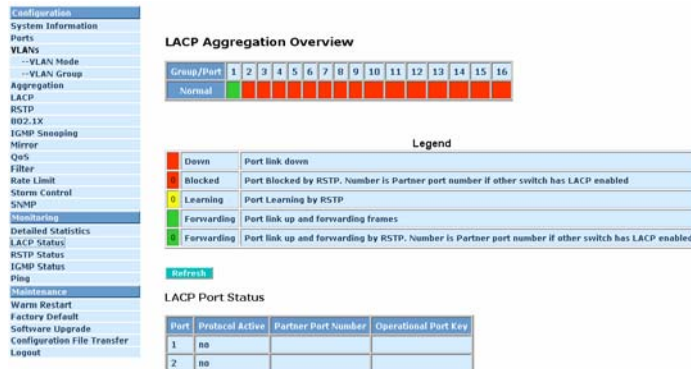 Configuration
System Information
Ports
VLANs
--VLAN Mode
--VLAN Group
Aggregation
LACP
RSTP
802.1X
IGMP Snooping
Mirror
QoS
Filter
Rate Limit
Storm Control
SNMP
Monitoring
Detailed Statistics
LACP Status
RSTP Status
IGMP Status
Ping
Maintenance
Warm Restart
Factory Default
Software Upgrade
Configuration File Transfer
Logout
LACP Aggregation Overview
Group/Port 1 2 3 4 5 6 7 8 9 10 11 12 13 14 15 16
Normal
Legend
Down Port link down
0 Blocked Port Blocked by RSTP. Number is Partner port number if other switch has LACP enabled
0 Learning Port Learning by RSTP
Forwarding Port link up and forwarding frames
0 Forwarding Port link up and forwarding by RSTP. Number is Partner port number if other switch has LACP enabled
Refresh
LACP Port Status
Port Protocol Active Partner Port Number Operational Port Key
1 no
2 no